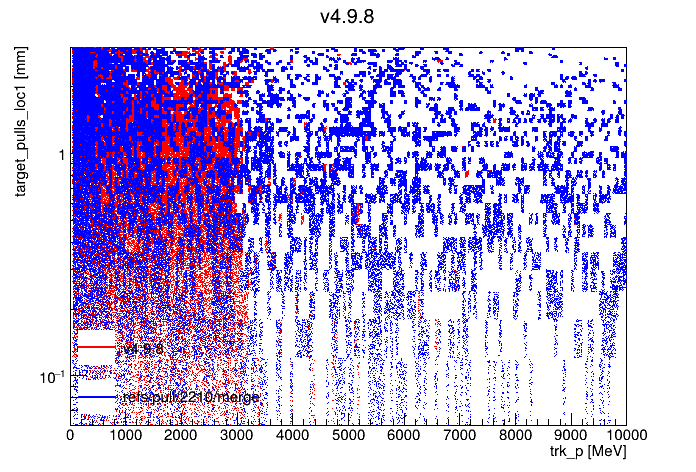 v4.9.8
target_pulls_loc1 [mm]
1
10⁻¹
v4.9.8
refs/pull/2210/merge
0 1000 2000 3000 4000 5000 6000 7000 8000 9000 10000
trk_p [MeV]